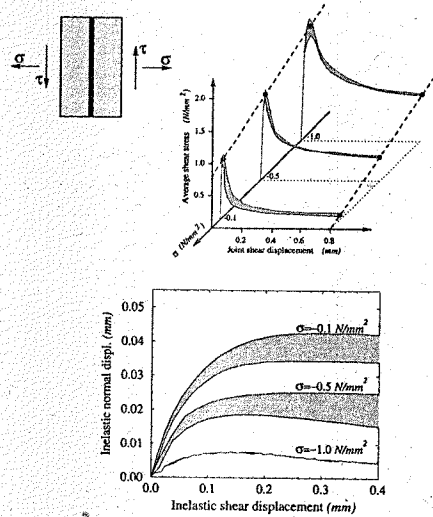 σ
τ
τ
σ
Average shear stress (N/mm²)
2.0
1.5
1.0
0.5
-1.0
-0.5
-0.1
σ (N/mm²)
0.2 0.4 0.6 0.8
Joint shear displacement (mm)
Inelastic normal displ. (mm)
0.05
0.04
0.03
0.02
0.01
0.00
σ=-0.1 N/mm²
σ=-0.5 N/mm²
σ=-1.0 N/mm²
0.0 0.1 0.2 0.3 0.4
Inelastic shear displacement (mm)